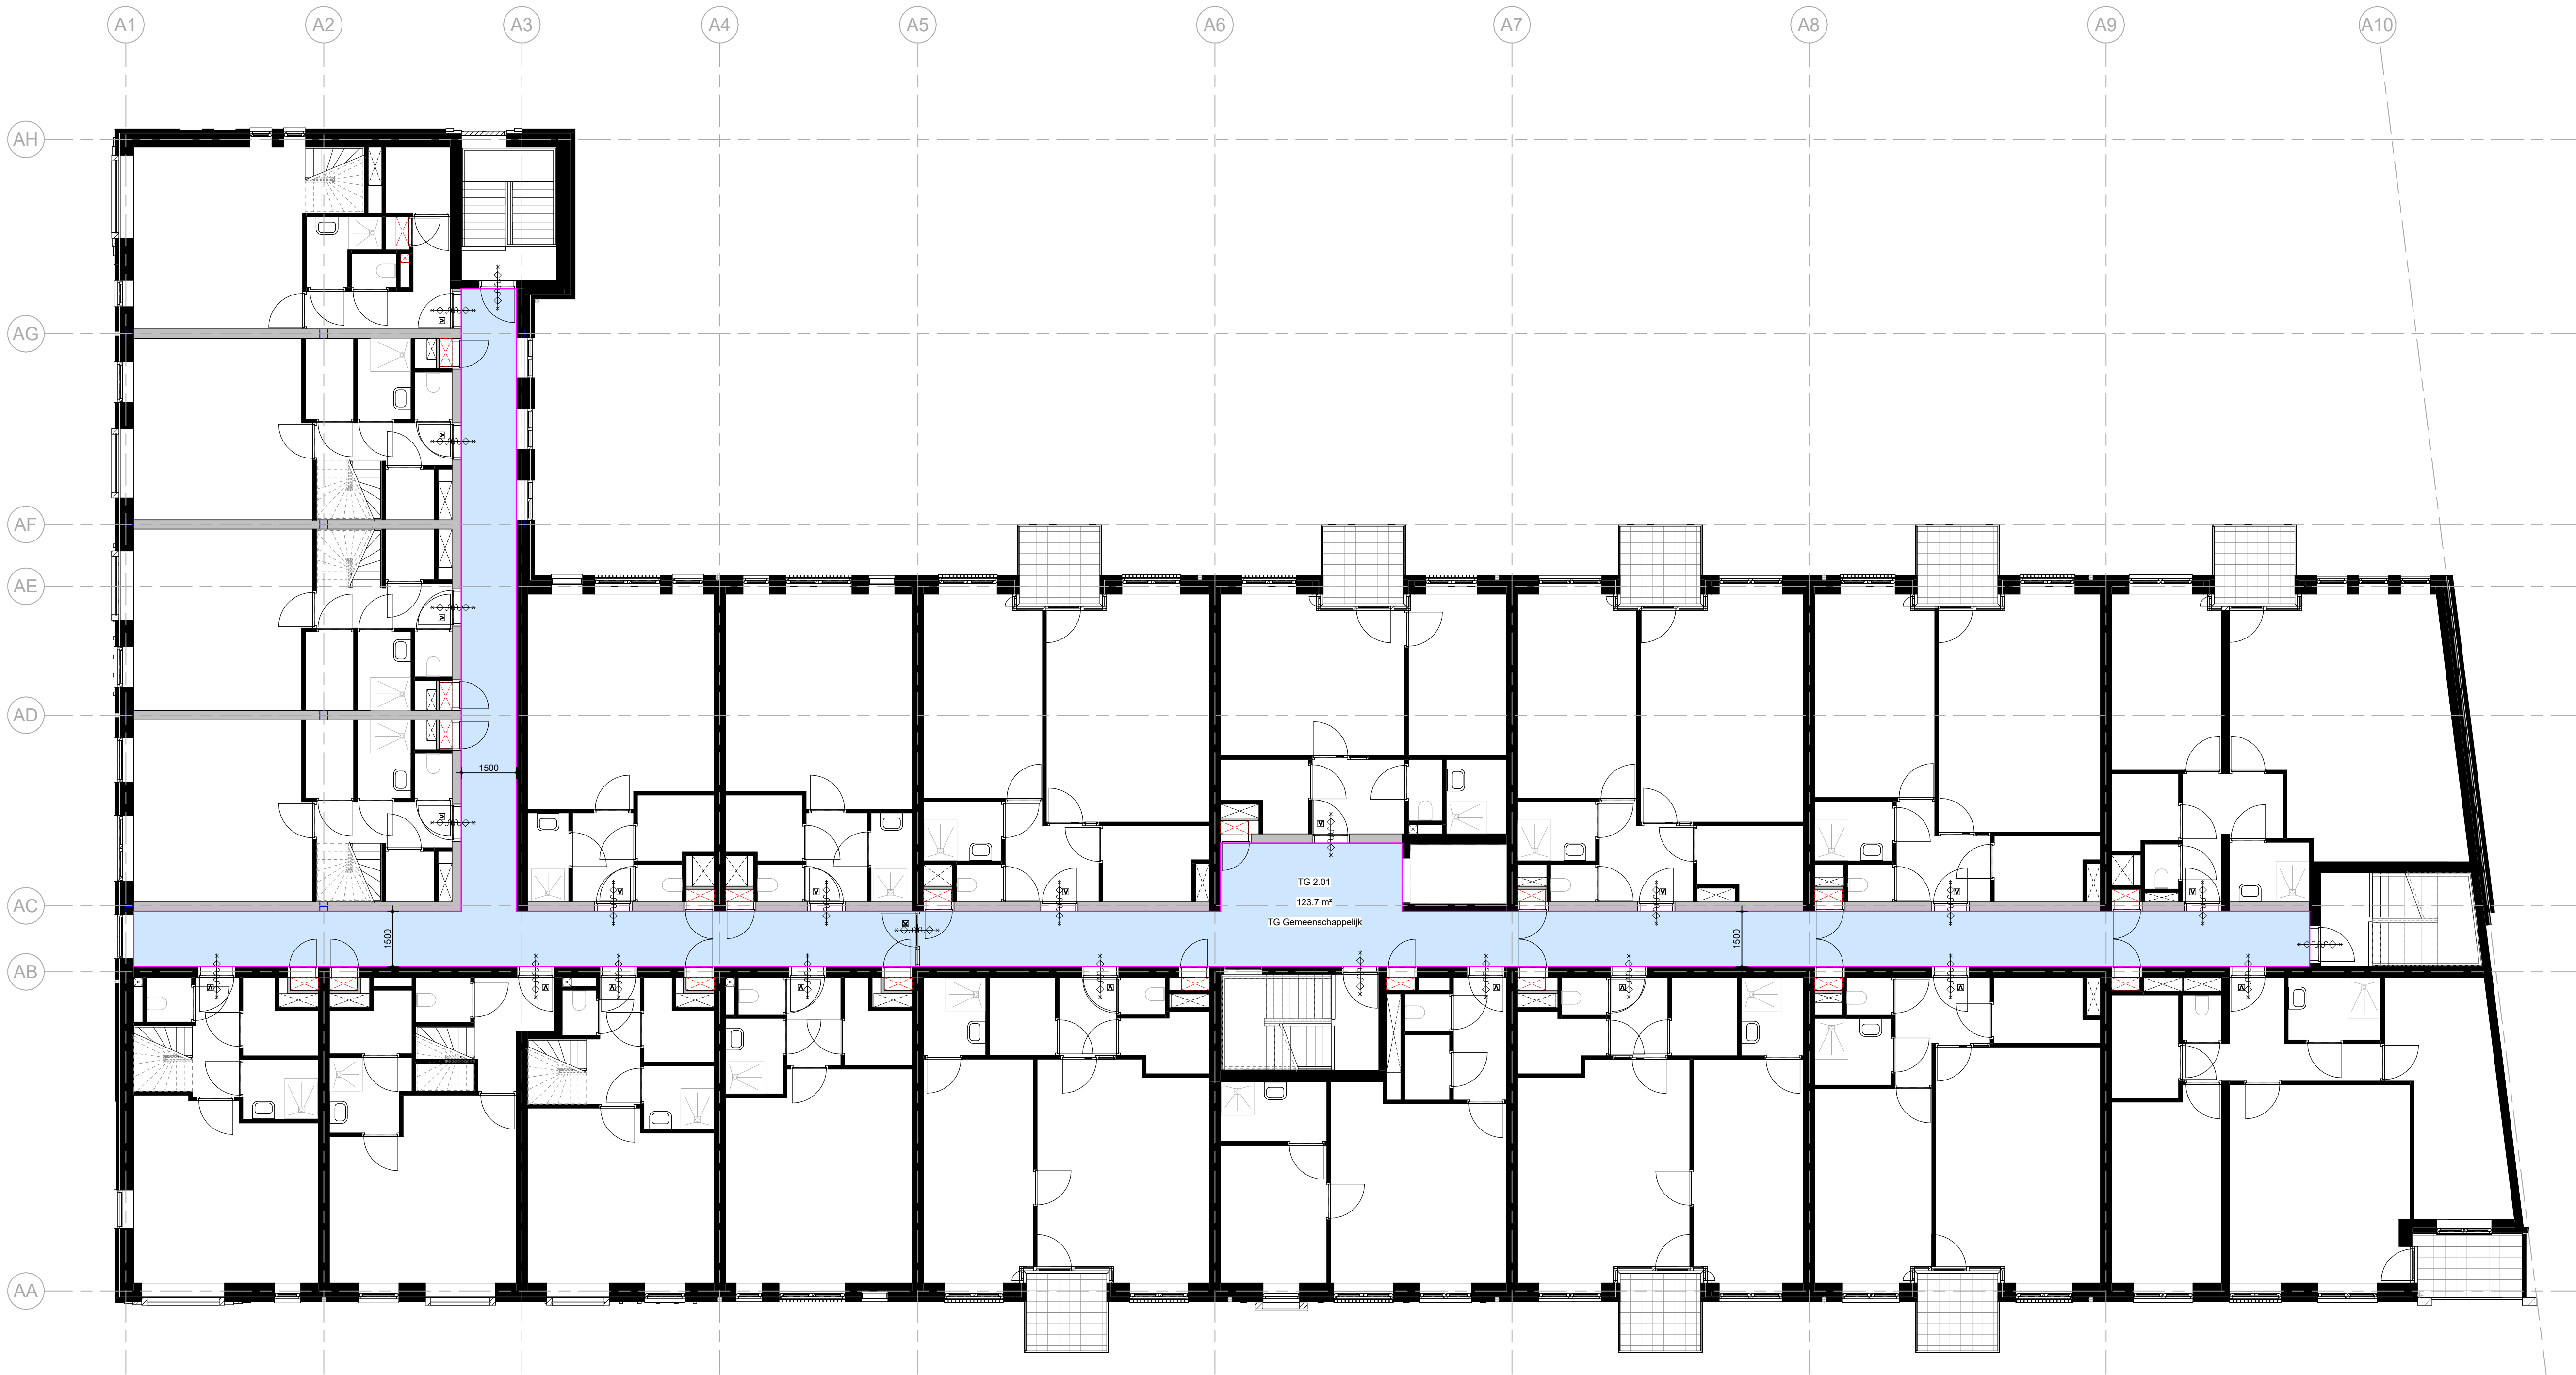 A1 A2 A3 A4 A5 A6 A7 A8 A9 A10
AH
AG
AF
AE
AD
1500
TG 2.01
123.7 m²
TG Gemeenschappelijk
AC
1500
1500
AB
AA